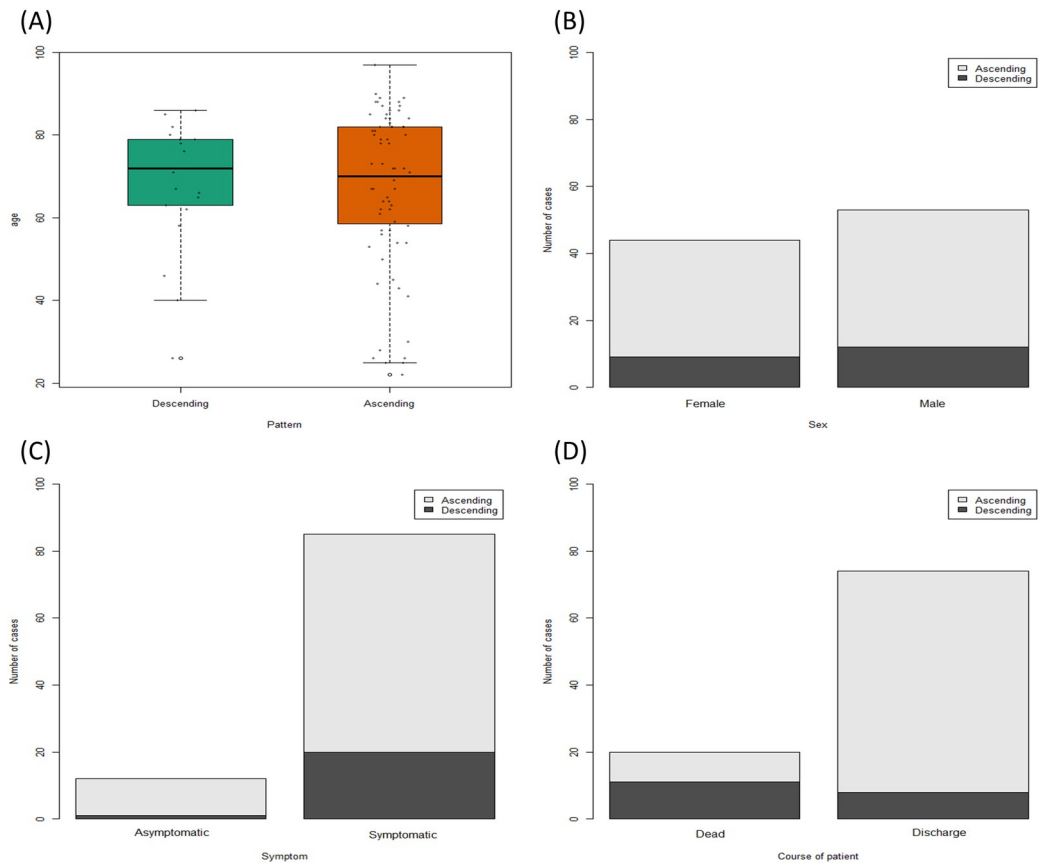 (A)
100
80
60
40
20
age
Descending
Ascending
Pattern
(B)
100
80
60
40
20
0
Number of cases
Ascending
Descending
Female
Male
Sex
(C)
100
80
60
40
20
0
Number of cases
Ascending
Descending
Asymptomatic
Symptomatic
Symptom
(D)
100
80
60
40
20
0
Number of cases
Ascending
Descending
Dead
Discharge
Course of patient